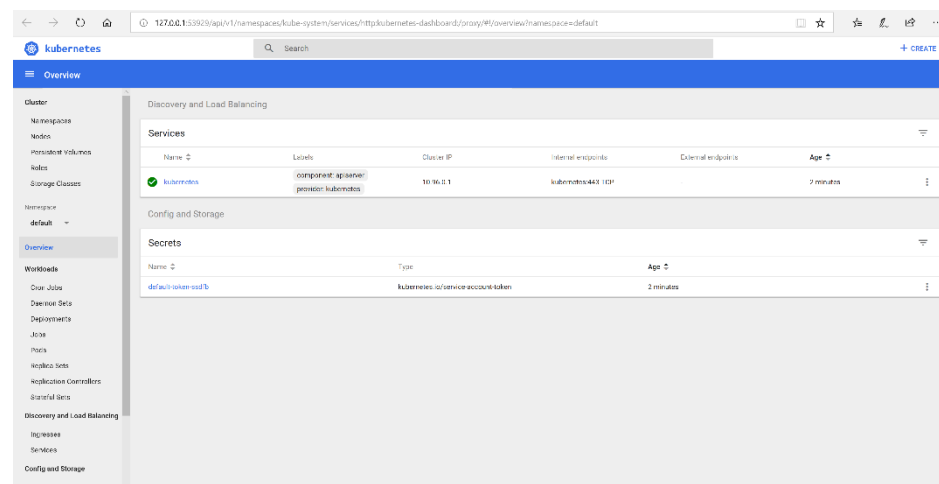 127.0.0.1:53929/api/v1/namespaces/kube-system/services/http:kubernetes-dashboard:/proxy/#!/overview?namespace=default
kubernetes
Search
+ CREATE
Overview
Cluster
Namespaces
Nodes
Persistent Volumes
Roles
Storage Classes
Namespace
default
Overview
Workloads
Cron Jobs
Daemon Sets
Deployments
Jobs
Pods
Replica Sets
Replication Controllers
Stateful Sets
Discovery and Load Balancing
Ingresses
Services
Config and Storage
Discovery and Load Balancing
Services
Name Labels Cluster IP Internal endpoints External endpoints Age
kubernetes component: apiserver 10.96.0.1 kubernetes:443 TCP 2 minutes
provider: kubernetes
Config and Storage
Secrets
Name Type Age
kubernetes.io/service-account-token 2 minutes